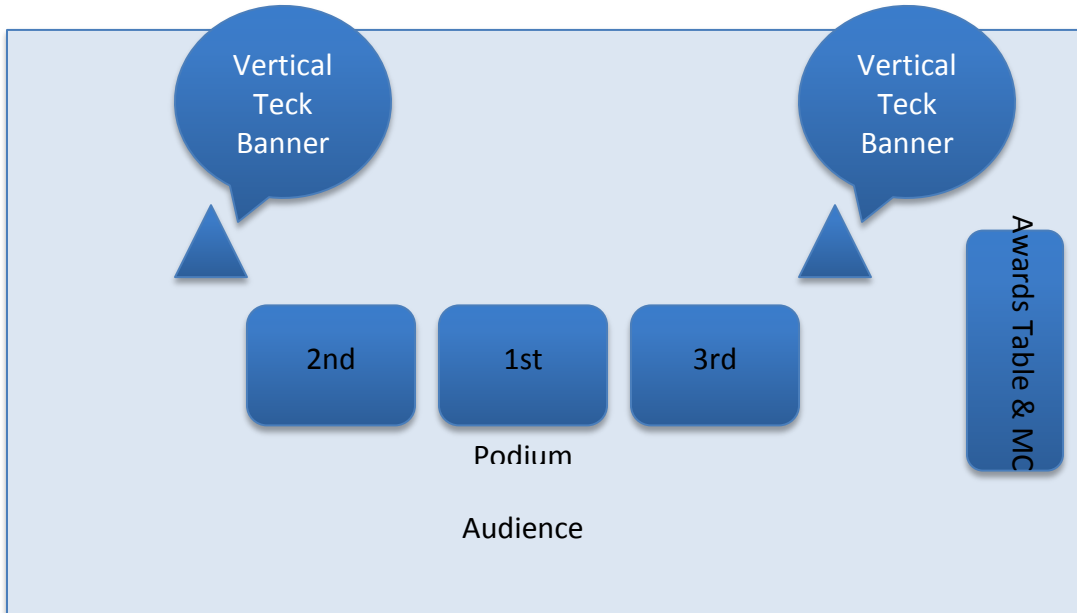 Vertical
Teck
Banner
Vertical
Teck
Banner
Awards Table & MC
2nd
1st
3rd
Podium
Audience